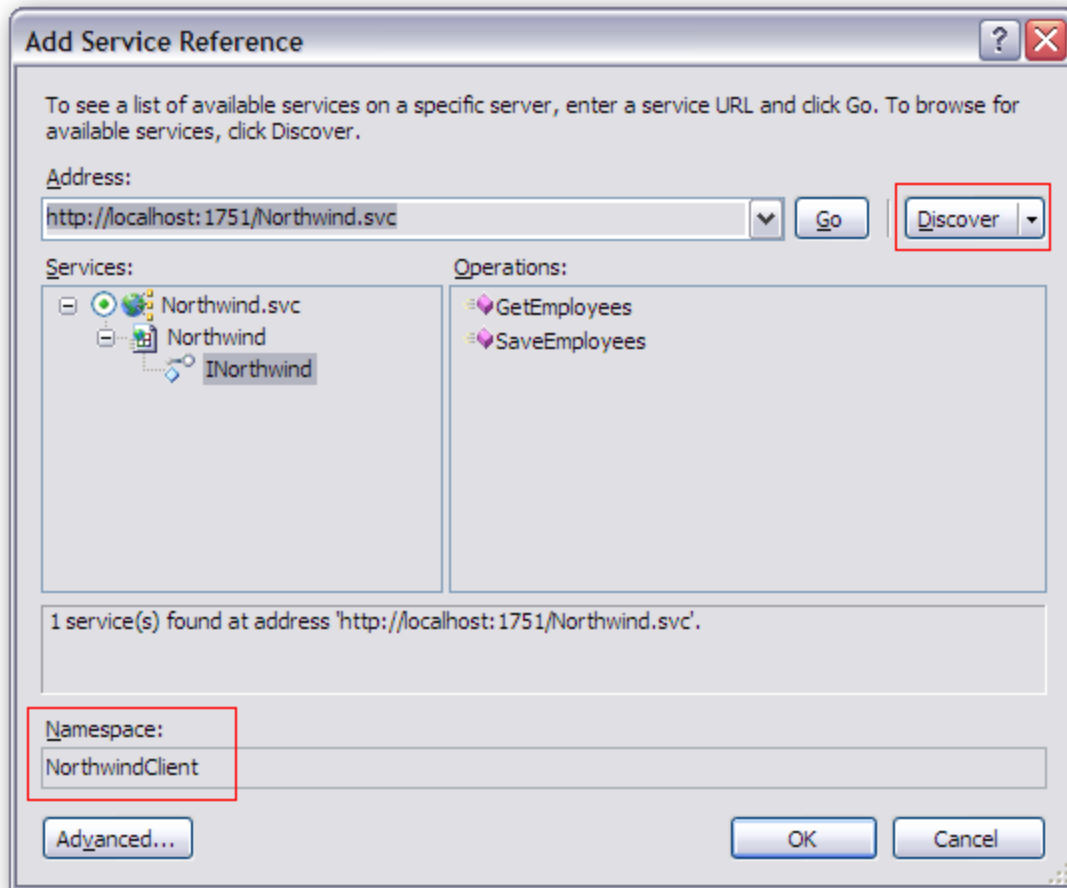 Add Service Reference
To see a list of available services on a specific server, enter a service URL and click Go. To browse for
available services, click Discover.
Address:
http://localhost:1751/Northwind.svc
Go
Discover
Services:
Operations:
Northwind.svc
Northwind
INorthwind
GetEmployees
SaveEmployees
1 service(s) found at address 'http://localhost:1751/Northwind.svc'.
Namespace:
NorthwindClient
Advanced...
OK
Cancel